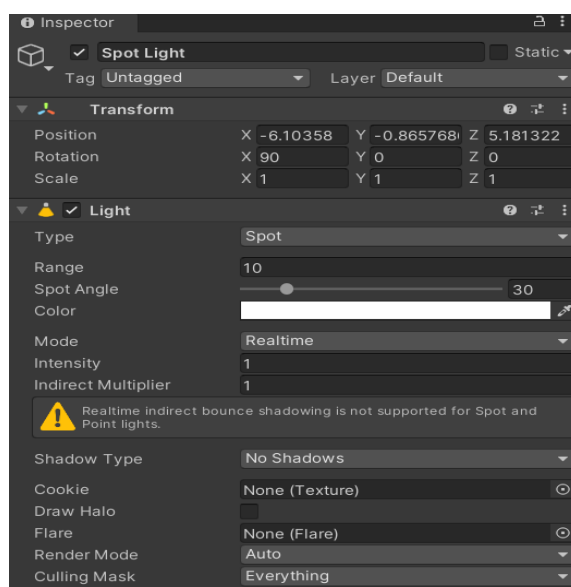 Inspector
Spot Light Static
Tag Untagged Layer Default
Transform
Position X -6.10358 Y -0.865768 Z 5.181322
Rotation X 90 Y 0 Z 0
Scale X 1 Y 1 Z 1
Light
Type Spot
Range 10
Spot Angle 30
Color
Mode Realtime
Intensity 1
Indirect Multiplier 1
Realtime indirect bounce shadowing is not supported for Spot and
Point lights.
Shadow Type No Shadows
Cookie None (Texture)
Draw Halo
Flare None (Flare)
Render Mode Auto
Culling Mask Everything